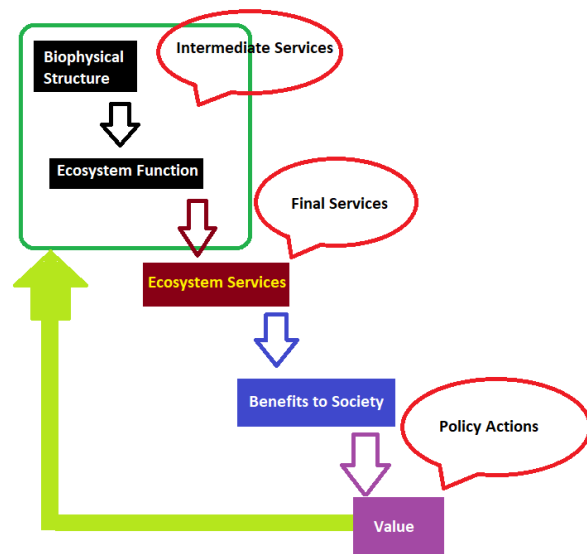 Intermediate Services
Biophysical
Structure
Ecosystem Function
Final Services
Ecosystem Services
Benefits to Society
Policy Actions
Value